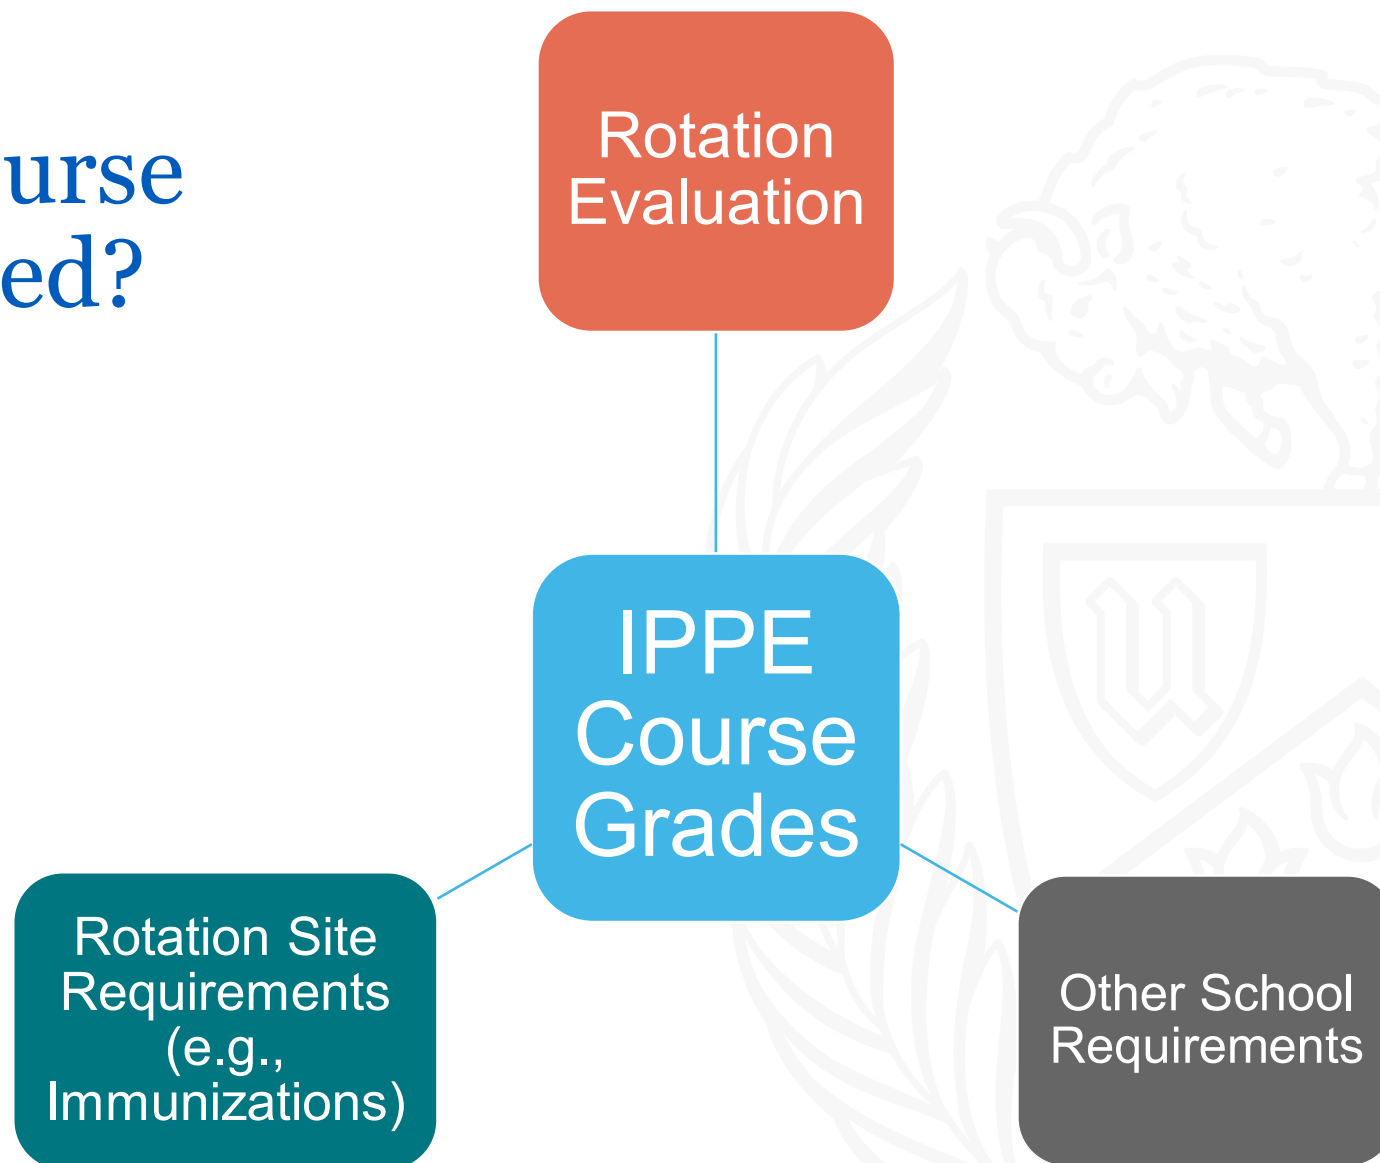 urse
ed?
Rotation
Evaluation
IPPE
Course
Grades
Rotation Site
Requirements
(e.g.,
Immunizations)
Other School
Requirements